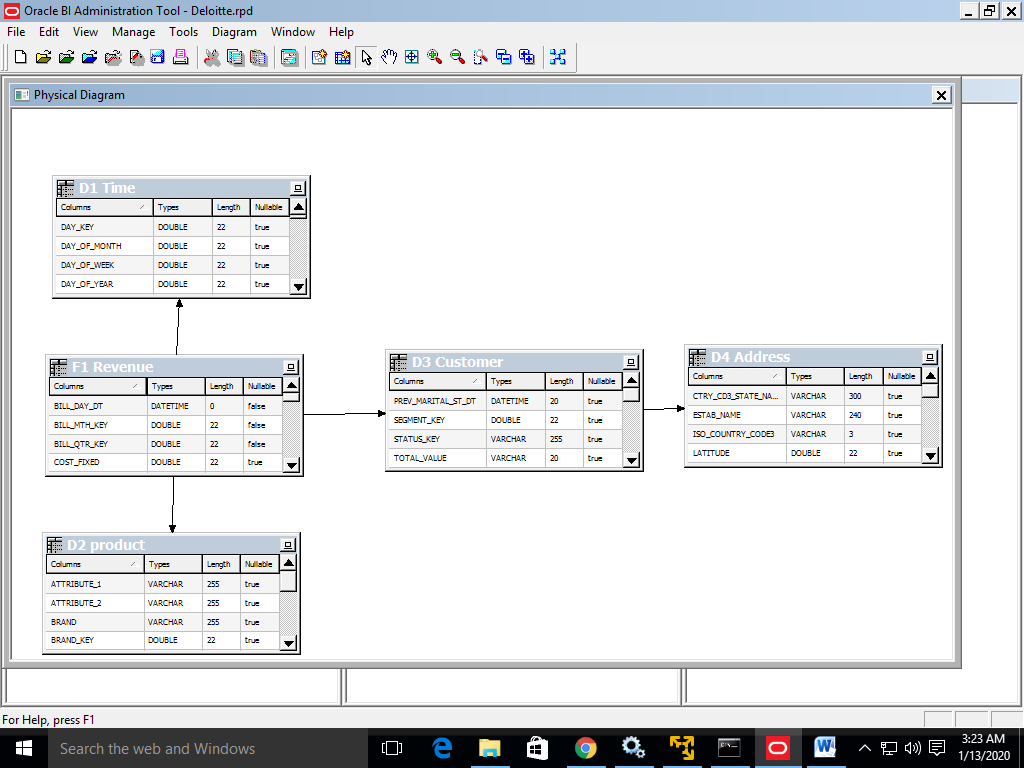 Oracle BI Administration Tool - Deloitte.rpd
File Edit View Manage Tools Diagram Window Help
Physical Diagram
D1 Time
Columns Types Length Nullable
DAY_KEY DOUBLE 22 true
DAY_OF_MONTH DOUBLE 22 true
DAY_OF_WEEK DOUBLE 22 true
DAY_OF_YEAR DOUBLE 22 true
F1 Revenue
Columns Types Length Nullable
BILL_DAY_DT DATETIME 0 false
BILL_MTH_KEY DOUBLE 22 false
BILL_QTR_KEY DOUBLE 22 false
COST_FIXED DOUBLE 22 true
D3 Customer
Columns Types Length Nullable
PREV_MARITAL_ST_DT DATETIME 20 true
SEGMENT_KEY DOUBLE 22 true
STATUS_KEY VARCHAR 255 true
TOTAL_VALUE VARCHAR 20 true
D4 Address
Columns Types Length Nullable
CTRY_CD3_STATE_NA... VARCHAR 300 true
ESTAB_NAME VARCHAR 240 true
ISO_COUNTRY_CODE3 VARCHAR 3 true
LATITUDE DOUBLE 22 true
D2 product
Columns Types Length Nullable
ATTRIBUTE_1 VARCHAR 255 true
ATTRIBUTE_2 VARCHAR 255 true
BRAND VARCHAR 255 true
BRAND_KEY DOUBLE 22 true
For Help, press F1
Search the web and Windows
3:23 AM
1/13/2020